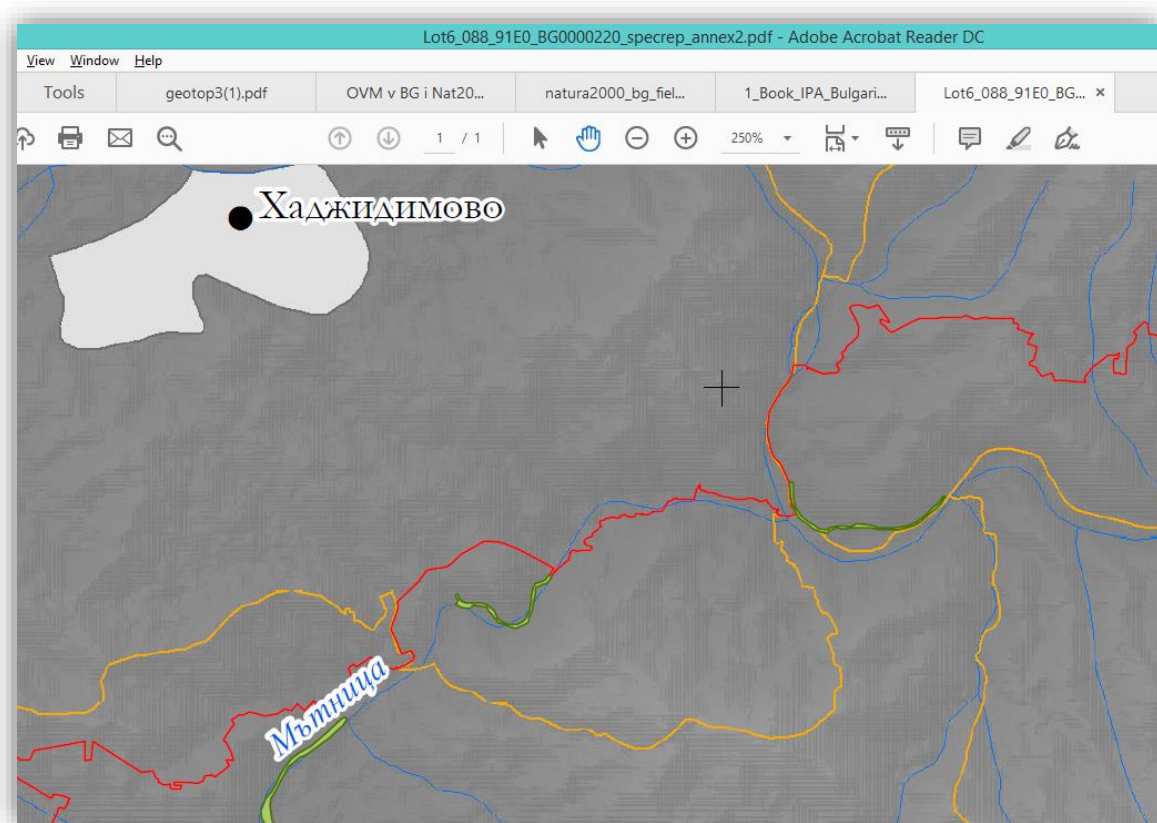 Lot6_088_91E0_BG0000220_specrep_annex2.pdf - Adobe Acrobat Reader DC
View Window Help
Tools geotop3(1).pdf OVM v BG i Nat20... natura2000_bg_fiel... 1_Book_IPA_Bulgari... Lot6_088_91E0_BG... ×
1 / 1 250%
Хаджидимово
Мътница